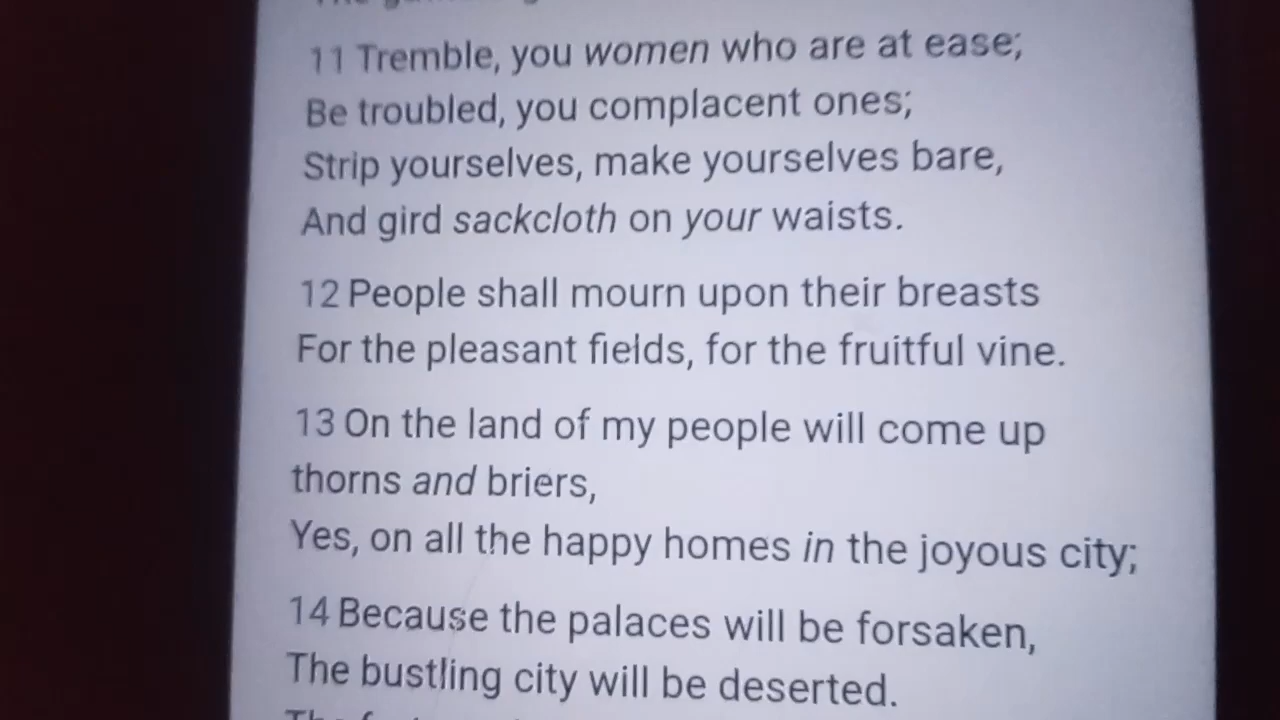 11 Tremble, you women who are at ease;
Be troubled, you complacent ones;
Strip yourselves, make yourselves bare,
And gird sackcloth on your waists.
12 People shall mourn upon their breasts
For the pleasant fields, for the fruitful vine.
13 On the land of my people will come up
thorns and briers,
Yes, on all the happy homes in the joyous city;
14 Because the palaces will be forsaken,
The bustling city will be deserted.